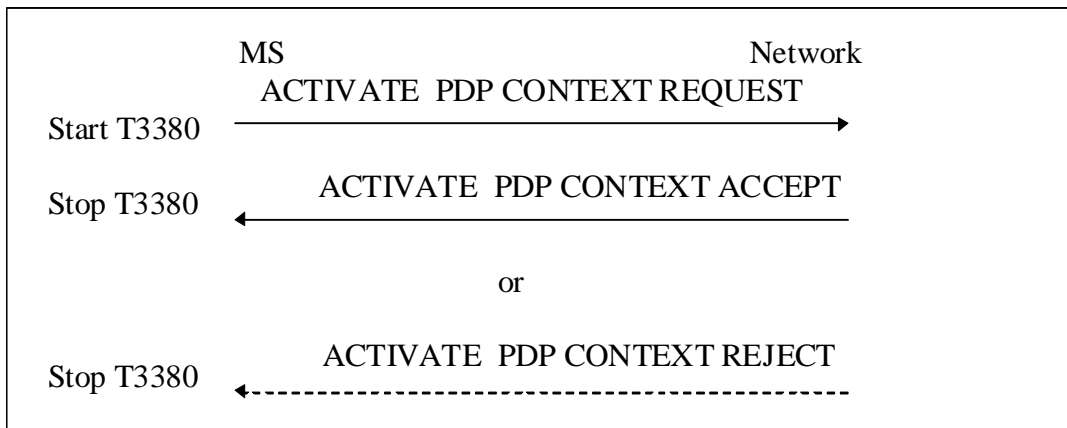 MS Network
ACTIVATE PDP CONTEXT REQUEST
Start T3380
ACTIVATE PDP CONTEXT ACCEPT
Stop T3380
or
ACTIVATE PDP CONTEXT REJECT
Stop T3380